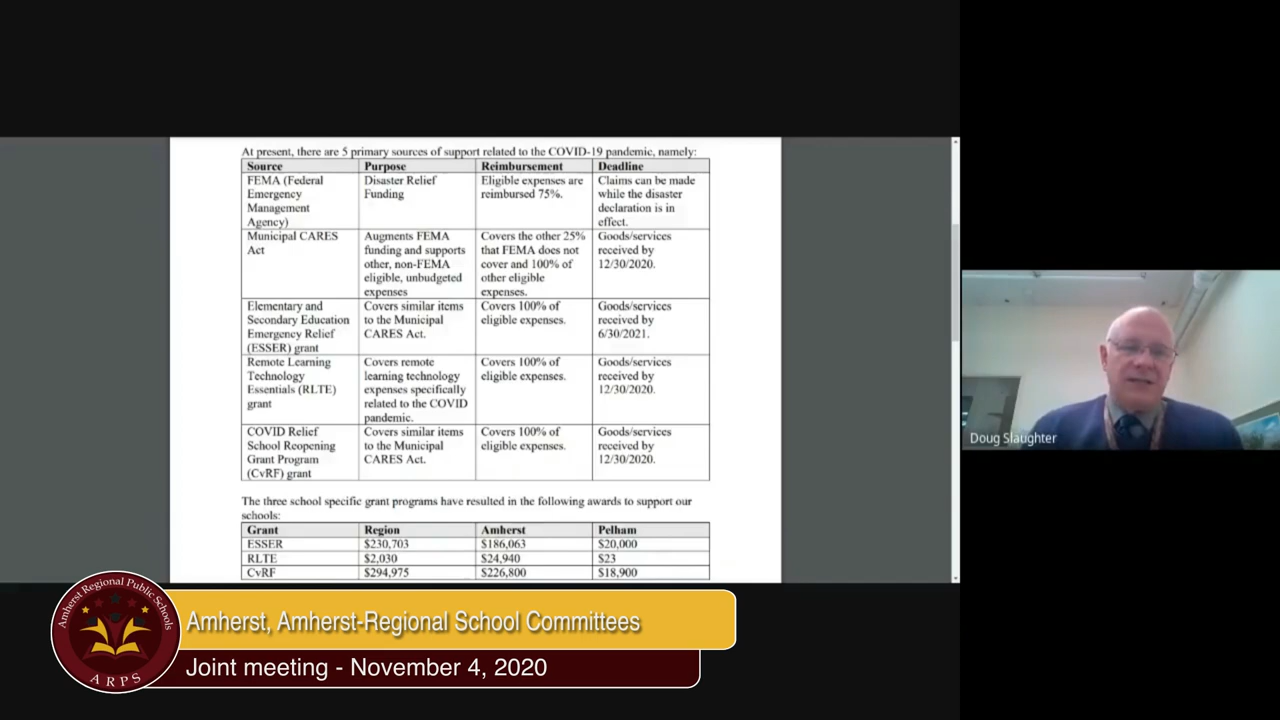 At present, there are 5 primary sources of support related to the COVID-19 pandemic, namely:
Source Purpose Reimbursement Deadline
FEMA (Federal Emergency Management Agency)
Disaster Relief Funding
Eligible expenses are reimbursed 75%.
Claims can be made while the disaster declaration is in effect.
Municipal CARES Act
Augments FEMA funding and supports other, non-FEMA eligible, unbudgeted expenses
Covers the other 25% that FEMA does not cover and 100% of other eligible expenses.
Goods/services received by 12/30/2020.
Elementary and Secondary Education Emergency Relief (ESSER) grant
Covers similar items to the Municipal CARES Act.
Covers 100% of eligible expenses.
Goods/services received by 6/30/2021.
Remote Learning Technology Essentials (RLTE) grant
Covers remote learning technology expenses specifically related to the COVID pandemic.
Covers 100% of eligible expenses.
Goods/services received by 12/30/2020.
COVID Relief School Reopening Grant Program (CvRF) grant
Covers similar items to the Municipal CARES Act.
Covers 100% of eligible expenses.
Goods/services received by 12/30/2020.
The three school specific grant programs have resulted in the following awards to support our
schools:
Grant Region Amherst Pelham
ESSER $230,703 $186,063 $20,000
RLTE $2,030 $24,940 $23
CvRF $294,975 $226,800 $18,900
Doug Slaughter
Amherst Regional Public Schools
ARPS
Amherst, Amherst-Regional School Committees
Joint meeting - November 4, 2020